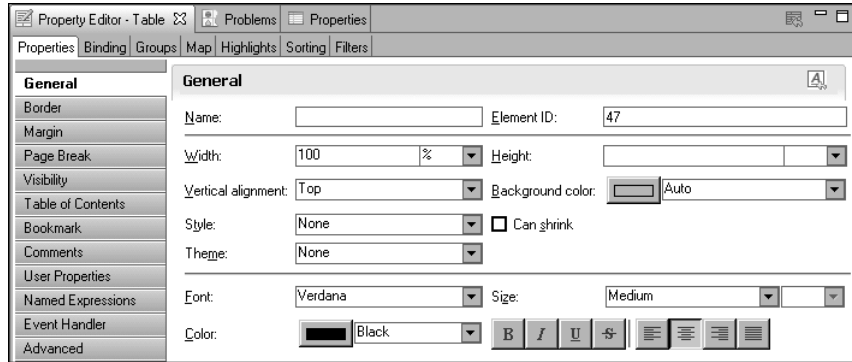 Property Editor - Table Problems Properties
Properties Binding Groups Map Highlights Sorting Filters
General
Border
Margin
Page Break
Visibility
Table of Contents
Bookmark
Comments
User Properties
Named Expressions
Event Handler
Advanced
General
Name: Element ID: 47
Width: 100 % Height:
Vertical alignment: Top Background color: Auto
Style: None Can shrink
Theme: None
Font: Verdana Size: Medium
Color: Black B I U S